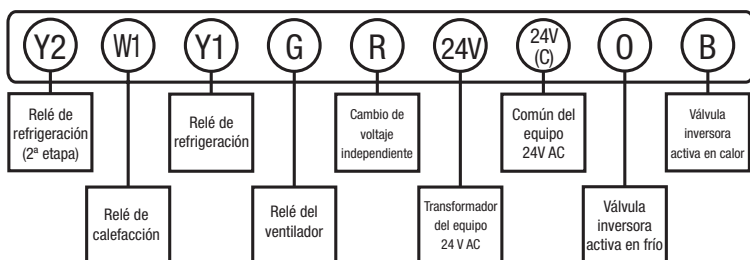 Y2 W1 Y1 G R 24V 24V (C) O B
Relé de
refrigeración
(2ª etapa)
Relé de
calefacción
Relé de
refrigeración
Relé del
ventilador
Cambio de
voltaje
independiente
Transformador
del equipo
24 V AC
Común del
equipo
24V AC
Válvula
inversora
activa en frío
Válvula
inversora
activa en calor